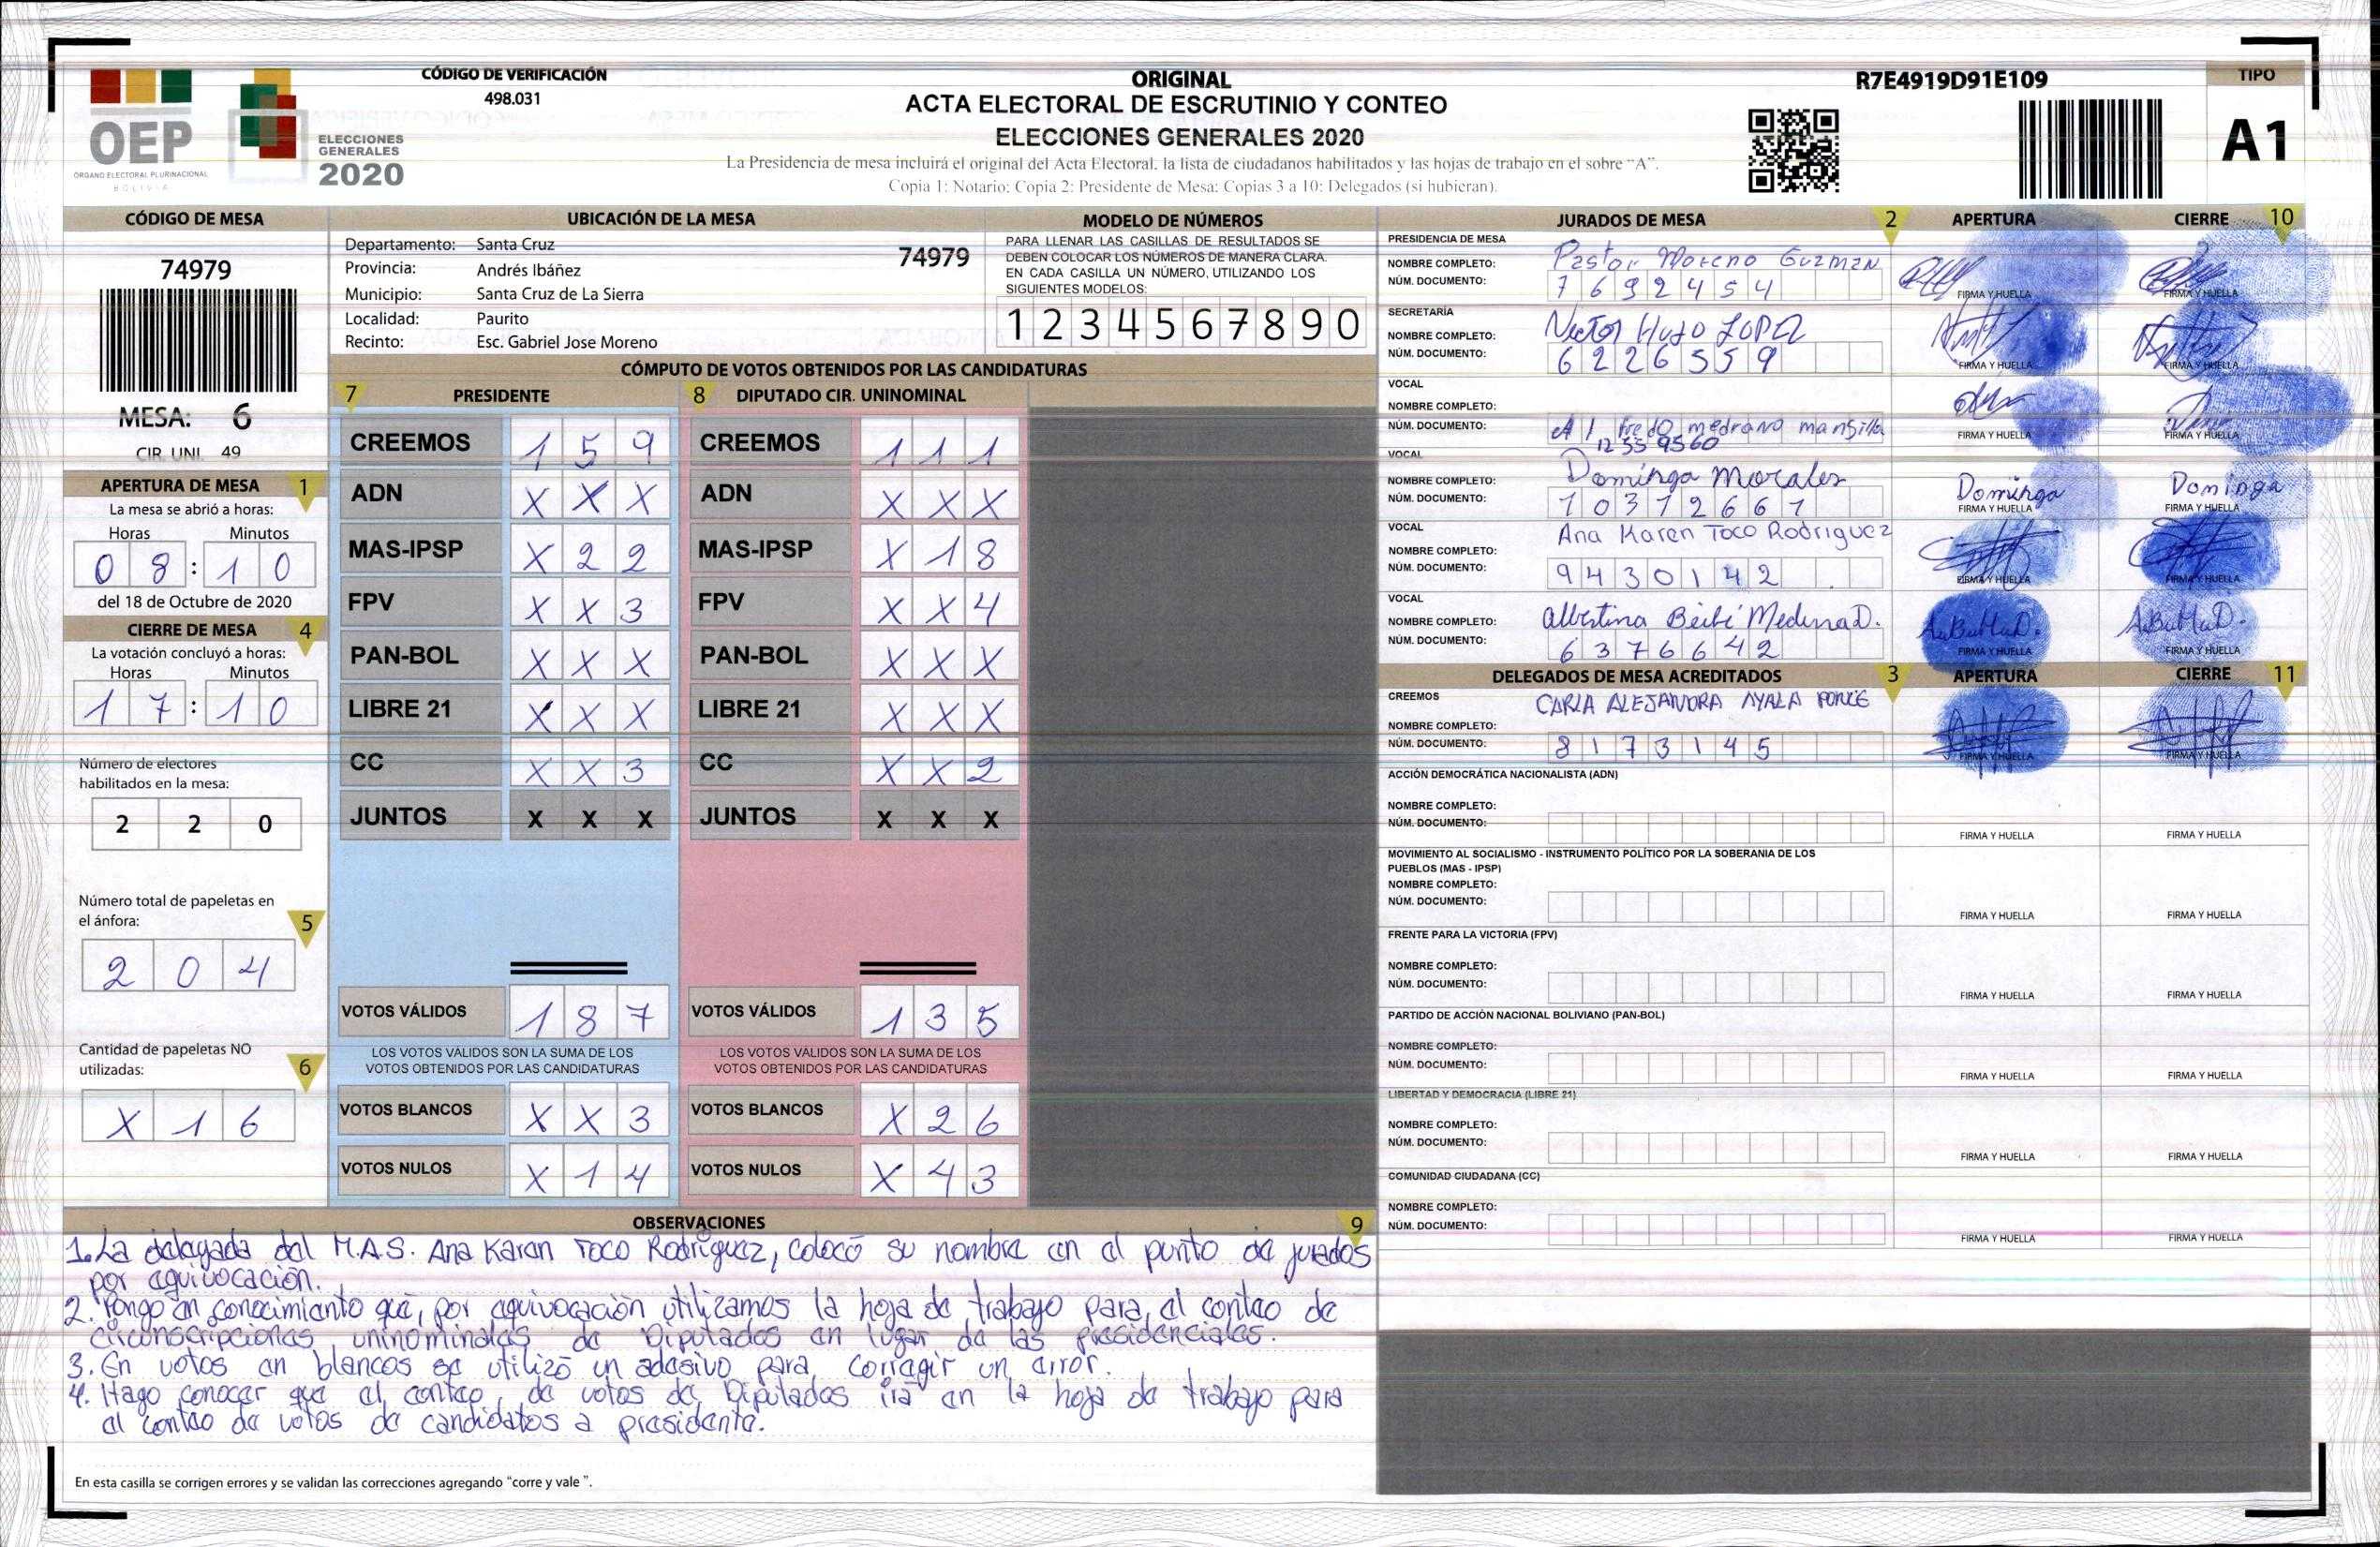 CÓDIGO DE VERIFICACIÓN
498.031
OEP
ÓRGANO ELECTORAL PLURINACIONAL
BOLIVIA
ELECCIONES
GENERALES
2020
ORIGINAL
ACTA ELECTORAL DE ESCRUTINIO Y CONTEO
ELECCIONES GENERALES 2020
La Presidencia de mesa incluirá el original del Acta Electoral, la lista de ciudadanos habilitados y las hojas de trabajo en el sobre "A".
Copia 1: Notario; Copia 2: Presidente de Mesa; Copias 3 a 10: Delegados (si hubieran).
R7E4919D91E109
TIPO
A1
CÓDIGO DE MESA
74979
MESA: 6
CIR. UNI. 49
APERTURA DE MESA 1
La mesa se abrió a horas:
Horas Minutos
0 8 : 1 0
del 18 de Octubre de 2020
CIERRE DE MESA 4
La votación concluyó a horas:
Horas Minutos
1 7 : 1 0
Número de electores
habilitados en la mesa:
2 2 0
Número total de papeletas en
el ánfora: 5
2 0 4
Cantidad de papeletas NO
utilizadas: 6
X 1 6
UBICACIÓN DE LA MESA
Departamento: Santa Cruz
74979
Provincia: Andrés Ibáñez
Municipio: Santa Cruz de La Sierra
Localidad: Paurito
Recinto: Esc. Gabriel Jose Moreno
MODELO DE NÚMEROS
PARA LLENAR LAS CASILLAS DE RESULTADOS SE
DEBEN COLOCAR LOS NÚMEROS DE MANERA CLARA.
EN CADA CASILLA UN NÚMERO, UTILIZANDO LOS
SIGUIENTES MODELOS:
1 2 3 4 5 6 7 8 9 0
CÓMPUTO DE VOTOS OBTENIDOS POR LAS CANDIDATURAS
7 PRESIDENTE
CREEMOS 1 5 9
ADN X X X
MAS-IPSP X 2 2
FPV X X 3
PAN-BOL X X X
LIBRE 21 X X X
CC X X 3
JUNTOS X X X
VOTOS VÁLIDOS 1 8 7
LOS VOTOS VÁLIDOS SON LA SUMA DE LOS
VOTOS OBTENIDOS POR LAS CANDIDATURAS
VOTOS BLANCOS X X 3
VOTOS NULOS X 1 4
8 DIPUTADO CIR. UNINOMINAL
CREEMOS 1 1 1
ADN X X X
MAS-IPSP X 1 8
FPV X X 4
PAN-BOL X X X
LIBRE 21 X X X
CC X X 2
JUNTOS X X X
VOTOS VÁLIDOS 1 3 5
LOS VOTOS VÁLIDOS SON LA SUMA DE LOS
VOTOS OBTENIDOS POR LAS CANDIDATURAS
VOTOS BLANCOS X 2 6
VOTOS NULOS X 4 3
OBSERVACIONES 9
1. La delegada del M.A.S. Ana Karen Toco Rodríguez, colocó su nombre en el punto de jurados
por equivocación.
2. Pongo en conocimiento que, por equivocación utilizamos la hoja de trabajo para, el conteo de
circunscripciones uninominales de Diputados en lugar de las presidenciales.
3. En votos en blancos se utilizó un adesivo para corregir un error.
4. Hago conocer que el conteo, de votos de Diputados irá en la hoja de trabajo para
el conteo de votos de candidatos a presidente.
En esta casilla se corrigen errores y se validan las correcciones agregando "corre y vale".
JURADOS DE MESA 2 APERTURA CIERRE 10
PRESIDENCIA DE MESA
NOMBRE COMPLETO: Pastor Moreno Guzman
NÚM. DOCUMENTO: 7 6 9 2 4 5 4
FIRMA Y HUELLA FIRMA Y HUELLA
SECRETARÍA
NOMBRE COMPLETO: Hugo
NÚM. DOCUMENTO: 6 2 2 6 5 5 9
FIRMA Y HUELLA FIRMA Y HUELLA
VOCAL
NOMBRE COMPLETO:
NÚM. DOCUMENTO: Alfredo medrano mansilla
12559560
FIRMA Y HUELLA FIRMA Y HUELLA
VOCAL
NOMBRE COMPLETO: Dominga Morales
NÚM. DOCUMENTO: 1 0 3 7 2 6 6 7
Dominga Dominga
FIRMA Y HUELLA FIRMA Y HUELLA
VOCAL
NOMBRE COMPLETO: Ana Karen Toco Rodriguez
NÚM. DOCUMENTO: 9 4 3 0 1 4 2
FIRMA Y HUELLA FIRMA Y HUELLA
VOCAL
NOMBRE COMPLETO: Albertina Beibi Medina D.
NÚM. DOCUMENTO: 6 3 7 6 6 4 2
FIRMA Y HUELLA FIRMA Y HUELLA
DELEGADOS DE MESA ACREDITADOS 3 APERTURA CIERRE 11
CREEMOS
NOMBRE COMPLETO: CARLA ALEJANDRA AYALA PONCE
NÚM. DOCUMENTO: 8 1 7 3 1 4 5
FIRMA Y HUELLA FIRMA Y HUELLA
ACCIÓN DEMOCRÁTICA NACIONALISTA (ADN)
NOMBRE COMPLETO:
NÚM. DOCUMENTO:
FIRMA Y HUELLA FIRMA Y HUELLA
MOVIMIENTO AL SOCIALISMO - INSTRUMENTO POLÍTICO POR LA SOBERANIA DE LOS
PUEBLOS (MAS - IPSP)
NOMBRE COMPLETO:
NÚM. DOCUMENTO:
FIRMA Y HUELLA FIRMA Y HUELLA
FRENTE PARA LA VICTORIA (FPV)
NOMBRE COMPLETO:
NÚM. DOCUMENTO:
FIRMA Y HUELLA FIRMA Y HUELLA
PARTIDO DE ACCIÓN NACIONAL BOLIVIANO (PAN-BOL)
NOMBRE COMPLETO:
NÚM. DOCUMENTO:
FIRMA Y HUELLA FIRMA Y HUELLA
LIBERTAD Y DEMOCRACIA (LIBRE 21)
NOMBRE COMPLETO:
NÚM. DOCUMENTO:
FIRMA Y HUELLA FIRMA Y HUELLA
COMUNIDAD CIUDADANA (CC)
NOMBRE COMPLETO:
NÚM. DOCUMENTO:
FIRMA Y HUELLA FIRMA Y HUELLA